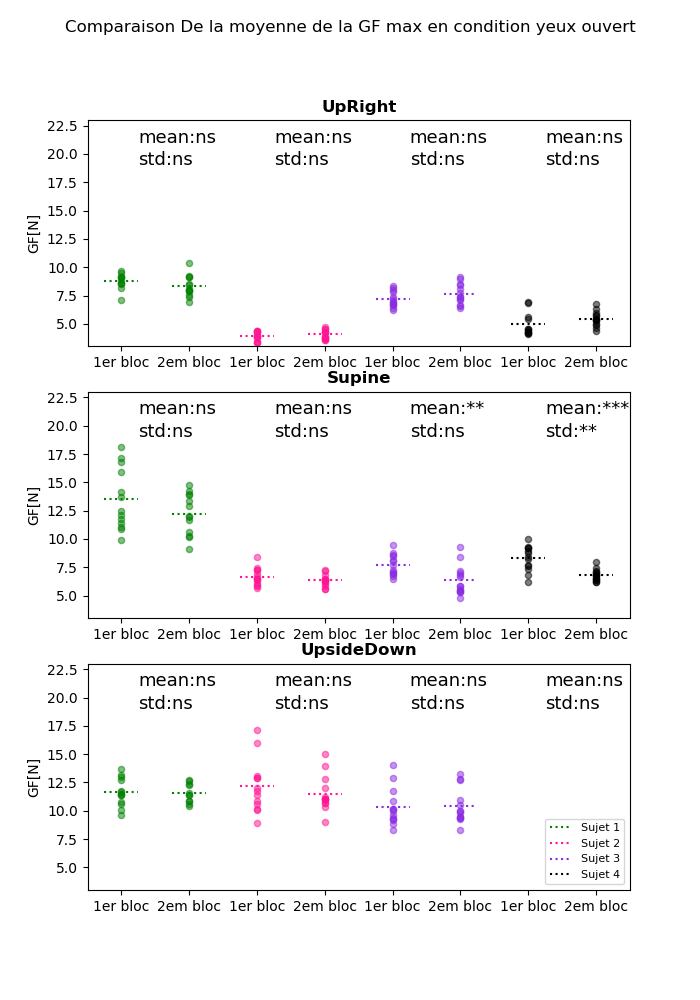 Comparaison De la moyenne de la GF max en condition yeux ouvert
UpRight
22.5
20.0
17.5
15.0
12.5
10.0
7.5
5.0
GF[N]
mean:ns mean:ns mean:ns mean:ns
std:ns std:ns std:ns std:ns
1er bloc 2em bloc 1er bloc 2em bloc 1er bloc 2em bloc 1er bloc 2em bloc
Supine
22.5
20.0
17.5
15.0
12.5
10.0
7.5
5.0
GF[N]
mean:ns mean:ns mean:** mean:***
std:ns std:ns std:ns std:**
1er bloc 2em bloc 1er bloc 2em bloc 1er bloc 2em bloc 1er bloc 2em bloc
UpsideDown
22.5
20.0
17.5
15.0
12.5
10.0
7.5
5.0
GF[N]
mean:ns mean:ns mean:ns mean:ns
std:ns std:ns std:ns std:ns
Sujet 1
Sujet 2
Sujet 3
Sujet 4
1er bloc 2em bloc 1er bloc 2em bloc 1er bloc 2em bloc 1er bloc 2em bloc